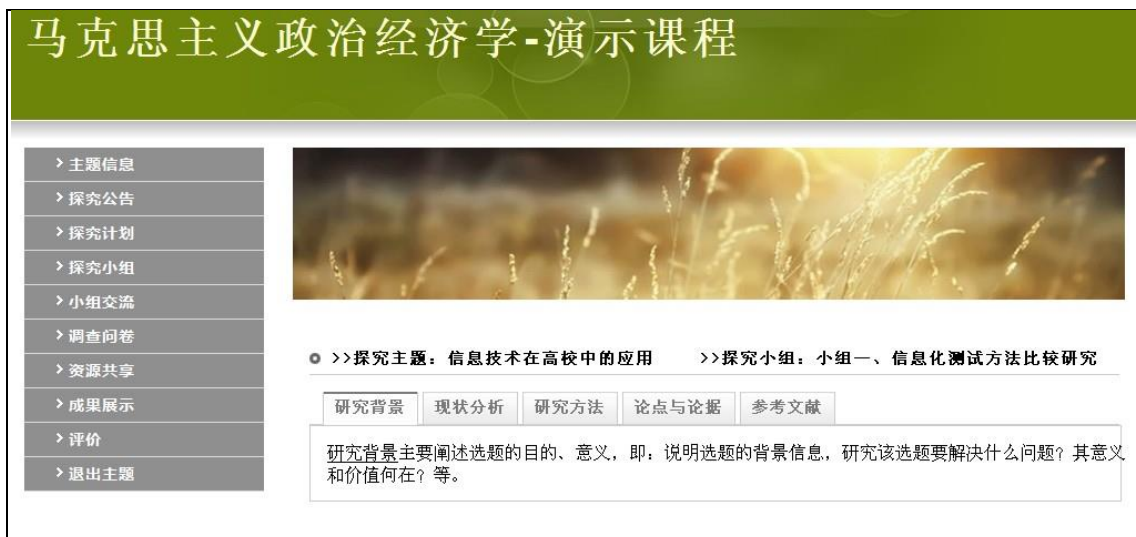 马克思主义政治经济学-演示课程
> 主题信息
> 探究公告
> 探究计划
> 探究小组
> 小组交流
> 调查问卷
> 资源共享
> 成果展示
> 评价
> 退出主题
>>探究主题：信息技术在高校中的应用 >>探究小组：小组一、信息化测试方法比较研究
研究背景 现状分析 研究方法 论点与论据 参考文献
研究背景主要阐述选题的目的、意义，即：说明选题的背景信息，研究该选题要解决什么问题？其意义
和价值何在？等。